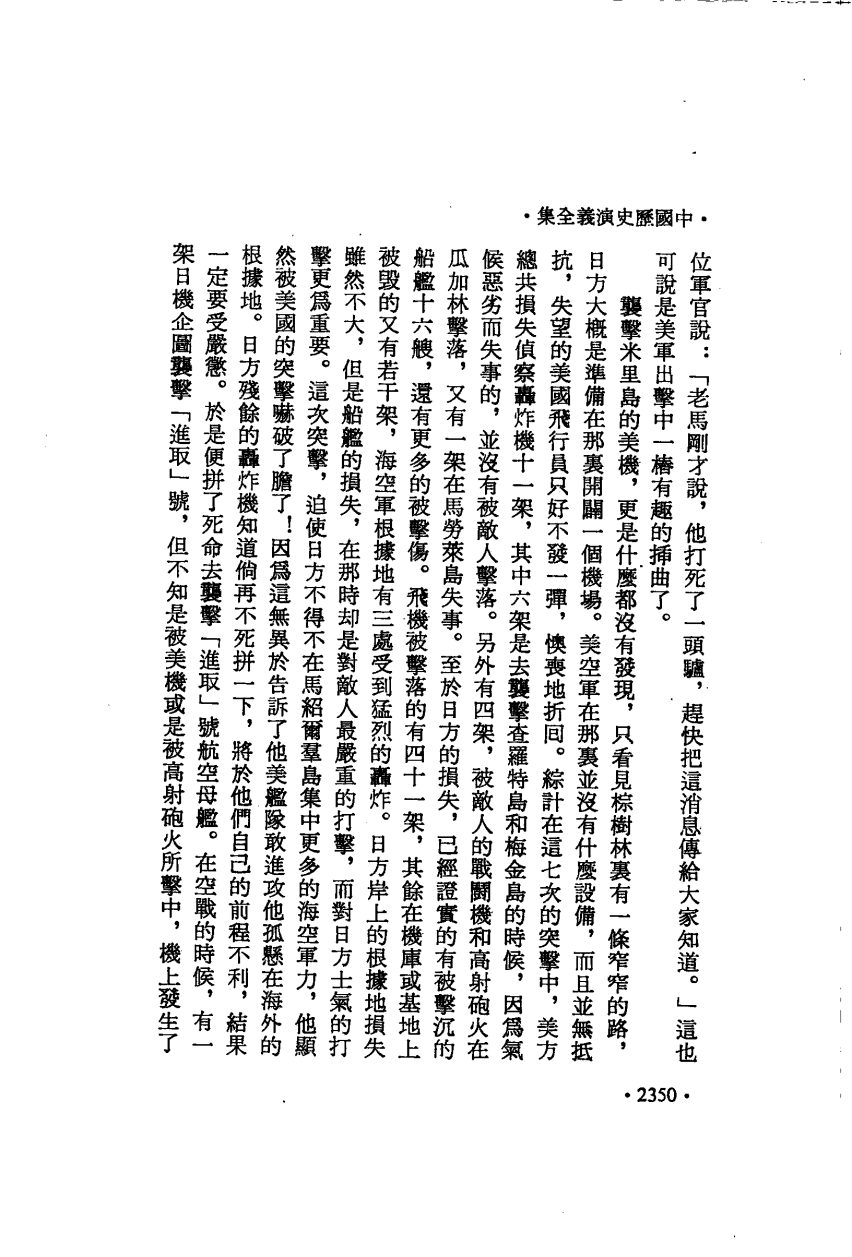 •中國歷史演義全集•
位軍官說：「老馬剛才說，他打死了一頭驢，趕快把這消息傳給大家知道。」這也
可說是美軍出擊中一樁有趣的揷曲了。
襲擊米里島的美機，更是什麼都沒有發現，只看見棕樹林裏有一條窄窄的路，
日方大槪是準備在那裏開闢一個機場。美空軍在那裏並沒有什麼設備，而且並無抵
抗，失望的美國飛行員只好不發一彈，懊喪地折囘。綜計在這七次的突擊中，美方
總共損失偵察轟炸機十一架，其中六架是去襲擊查羅特島和梅金島的時候，因爲氣
候惡劣而失事的，並沒有被敵人擊落。另外有四架，被敵人的戰鬪機和高射砲火在
瓜加林擊落，又有一架在馬勞萊島失事。至於日方的損失，已經證實的有被擊沉的
船艦十六艘，還有更多的被擊傷。飛機被擊落的有四十一架，其餘在機庫或基地上
被毀的又有若干架，海空軍根據地有三處受到猛烈的轟炸。日方岸上的根據地損失
雖然不大，但是船艦的損失，在那時却是對敵人最嚴重的打擊，而對日方士氣的打
擊更爲重要。這次突擊，迫使日方不得不在馬紹爾羣島集中更多的海空軍力，他顯
然被美國的突擊嚇破了膽了！因爲這無異於告訴了他美艦隊敢進攻他孤懸在海外的
根據地。日方殘餘的轟炸機知道倘再不死拼一下，將於他們自己的前程不利，結果
一定要受嚴懲。於是便拼了死命去襲擊「進取」號航空母艦。在空戰的時候，有一
架日機企圖襲擊「進取」號，但不知是被美機或是被高射砲火所擊中，機上發生了
•2350•